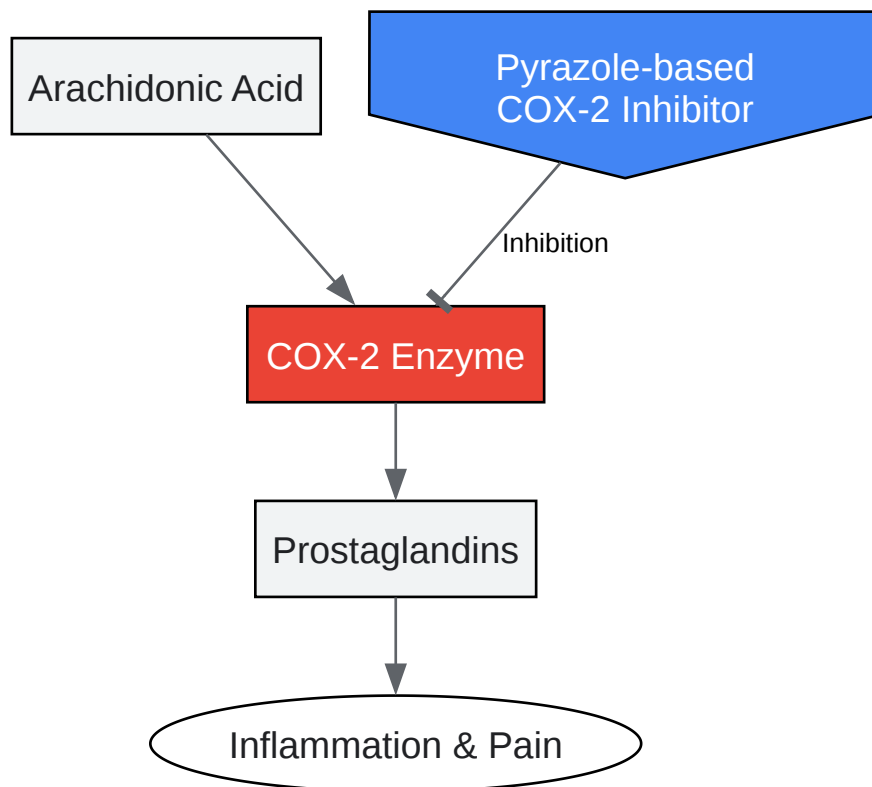 Arachidonic Acid
Pyrazole-based
COX-2 Inhibitor
Inhibition
COX-2 Enzyme
Prostaglandins
Inflammation & Pain